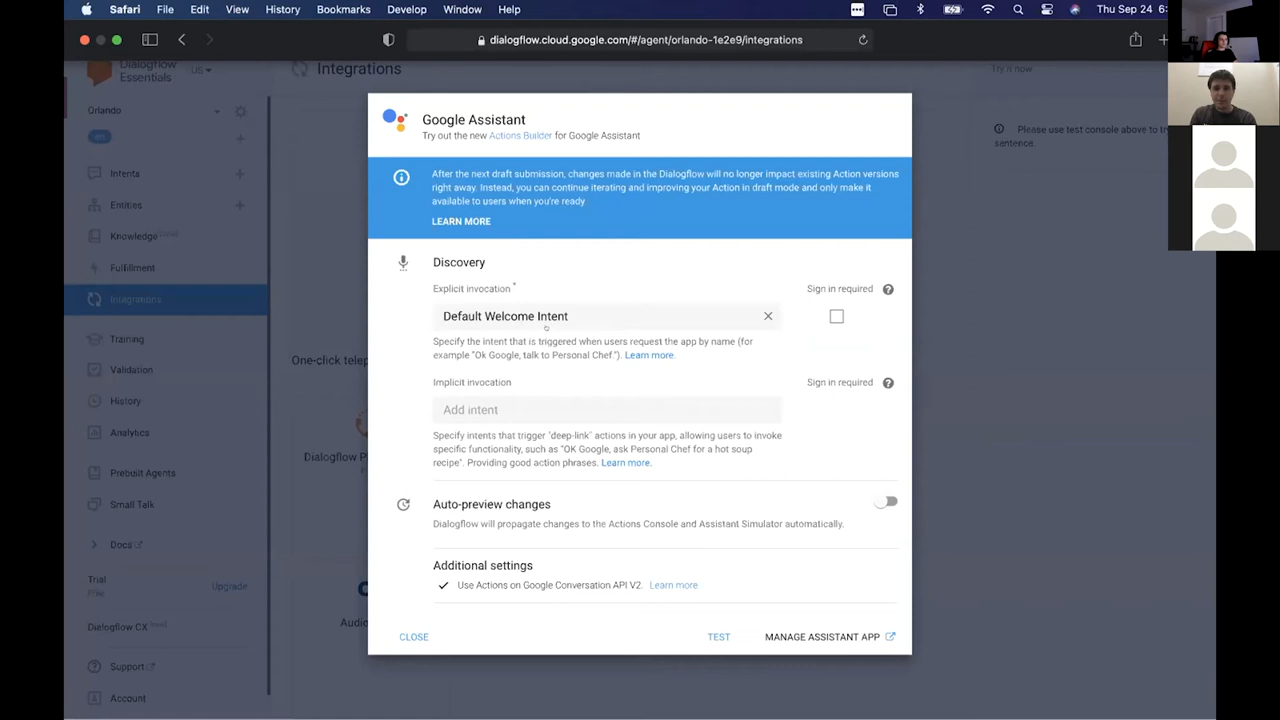 Safari File Edit View History Bookmarks Develop Window Help
Thu Sep 24 6:
dialogflow.cloud.google.com/#/agent/orlando-1e2e9/integrations
Dialogflow
Essentials
US
Integrations
Try it now
Orlando
en
Intents
Entities
Knowledge
Fulfillment
Integrations
Training
Validation
History
Analytics
Prebuilt Agents
Small Talk
Docs
Trial
Free
Upgrade
Dialogflow CX
Support
Account
One-click telep
Dialogflow P
Audio
Please use test console above to try
sentence.
Google Assistant
Try out the new Actions Builder for Google Assistant
After the next draft submission, changes made in the Dialogflow will no longer impact existing Action versions
right away. Instead, you can continue iterating and improving your Action in draft mode and only make it
available to users when you're ready
LEARN MORE
Discovery
Explicit invocation *
Sign in required
Default Welcome Intent
Specify the intent that is triggered when users request the app by name (for
example "Ok Google, talk to Personal Chef."). Learn more.
Implicit invocation
Sign in required
Add intent
Specify intents that trigger "deep-link" actions in your app, allowing users to invoke
specific functionality, such as "OK Google, ask Personal Chef for a hot soup
recipe". Providing good action phrases. Learn more.
Auto-preview changes
Dialogflow will propagate changes to the Actions Console and Assistant Simulator automatically.
Additional settings
Use Actions on Google Conversation API V2. Learn more
CLOSE
TEST
MANAGE ASSISTANT APP